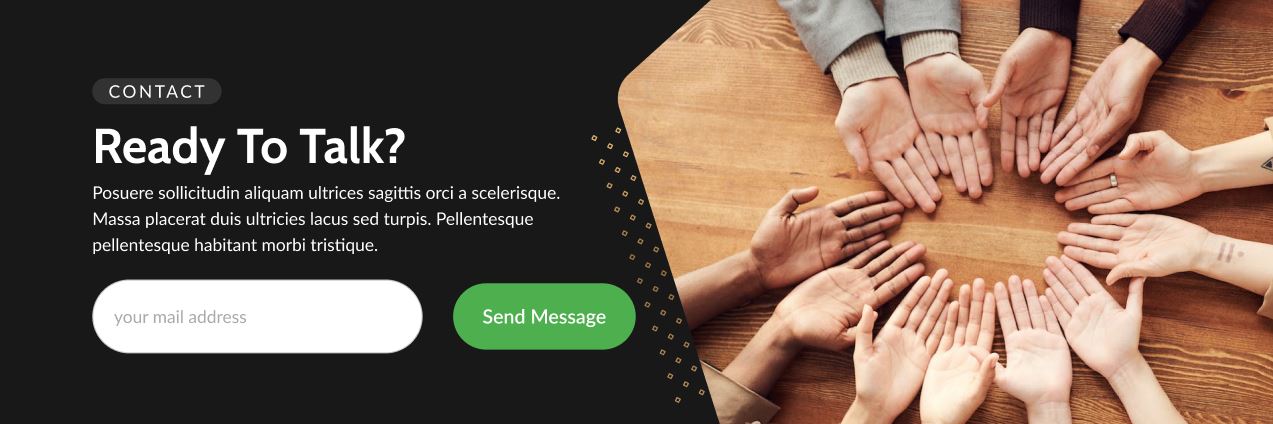 CONTACT
Ready To Talk?
Posuere sollicitudin aliquam ultrices sagittis orci a scelerisque.
Massa placerat duis ultricies lacus sed turpis. Pellentesque
pellentesque habitant morbi tristique.
your mail address
Send Message